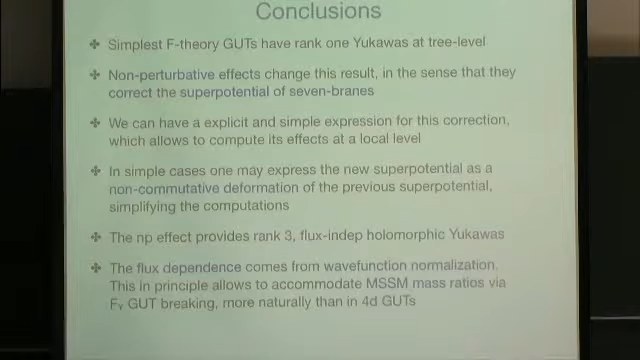 Conclusions
✤ Simplest F-theory GUTs have rank one Yukawas at tree-level
✤ Non-perturbative effects change this result, in the sense that they
correct the superpotential of seven-branes
✤ We can have a explicit and simple expression for this correction,
which allows to compute its effects at a local level
✤ In simple cases one may express the new superpotential as a
non-commutative deformation of the previous superpotential,
simplifying the computations
✤ The np effect provides rank 3, flux-indep holomorphic Yukawas
✤ The flux dependence comes from wavefunction normalization.
This in principle allows to accommodate MSSM mass ratios via
FY GUT breaking, more naturally than in 4d GUTs